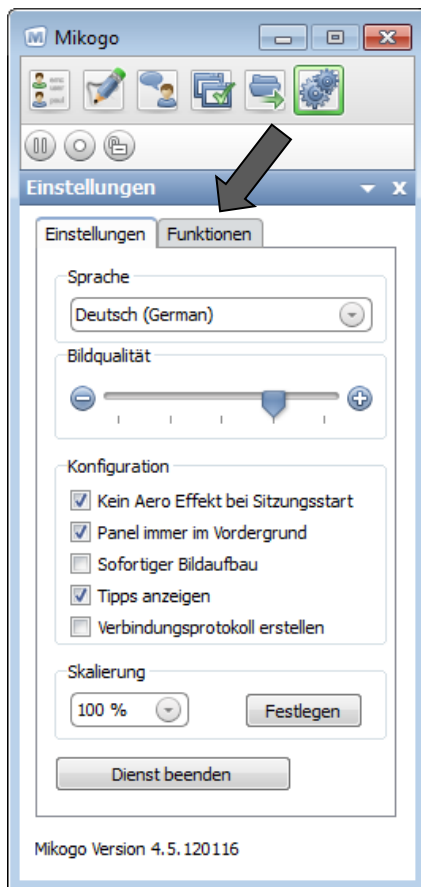 Mikogo
Einstellungen
Einstellungen Funktionen
Sprache
Deutsch (German)
Bildqualität
Konfiguration
Kein Aero Effekt bei Sitzungsstart
Panel immer im Vordergrund
Sofortiger Bildaufbau
Tipps anzeigen
Verbindungsprotokoll erstellen
Skalierung
100 % Festlegen
Dienst beenden
Mikogo Version 4.5.120116